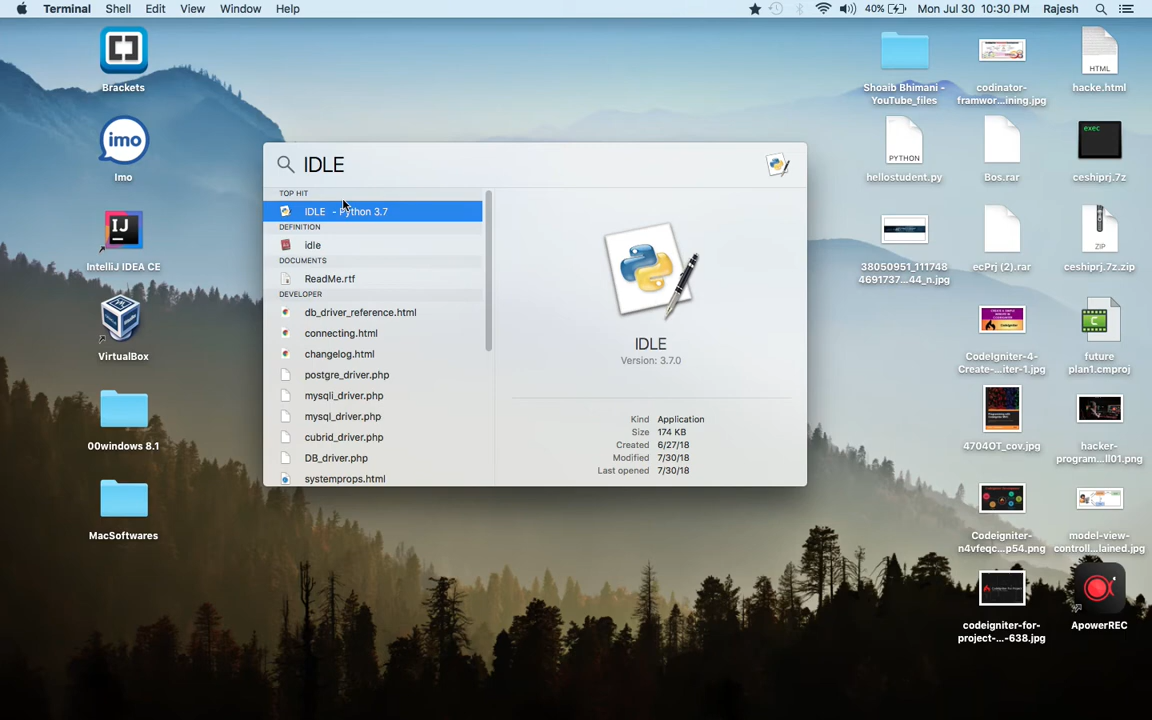 Terminal Shell Edit View Window Help 40% Mon Jul 30 10:30 PM Rajesh
Brackets
imo
Imo
IJ
IntelliJ IDEA CE
VirtualBox
00windows 8.1
MacSoftwares
IDLE
TOP HIT
IDLE - Python 3.7
DEFINITION
idle
DOCUMENTS
ReadMe.rtf
DEVELOPER
db_driver_reference.html
connecting.html
changelog.html
postgre_driver.php
mysqli_driver.php
mysql_driver.php
cubrid_driver.php
DB_driver.php
systemprops.html
IDLE
Version: 3.7.0
Kind Application
Size 174 KB
Created 6/27/18
Modified 7/30/18
Last opened 7/30/18
Shoaib Bhimani -
YouTube_files
PYTHON
hellostudent.py
38050951_111748
4691737...44_n.jpg
codinator-
framwor...ining.jpg
Bos.rar
ecPrj (2).rar
CodeIgniter-4-
Create-...iter-1.jpg
4704OT_cov.jpg
Codeigniter-
n4vfeqc...p54.png
codeigniter-for-
project-...-638.jpg
HTML
hacke.html
exec
ceshiprj.7z
ZIP
ceshiprj.7z.zip
future
plan1.cmproj
hacker-
program...ll01.png
model-view-
controll...lained.jpg
ApowerREC